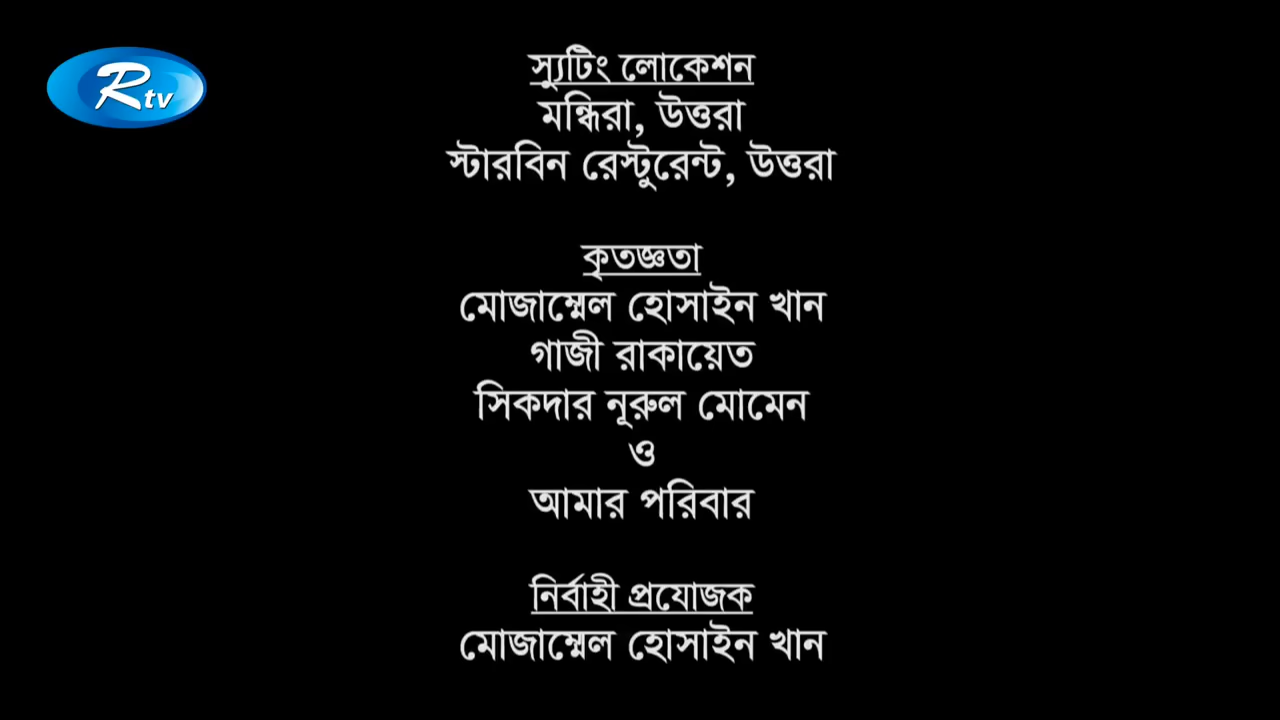 Rtv
স্যুটিং লোকেশন
মন্ধিরা, উত্তরা
স্টারবিন রেস্টুরেন্ট, উত্তরা
কৃতজ্ঞতা
মোজাম্মেল হোসাইন খান
গাজী রাকায়েত
সিকদার নূরুল মোমেন
ও
আমার পরিবার
নির্বাহী প্রযোজক
মোজাম্মেল হোসাইন খান